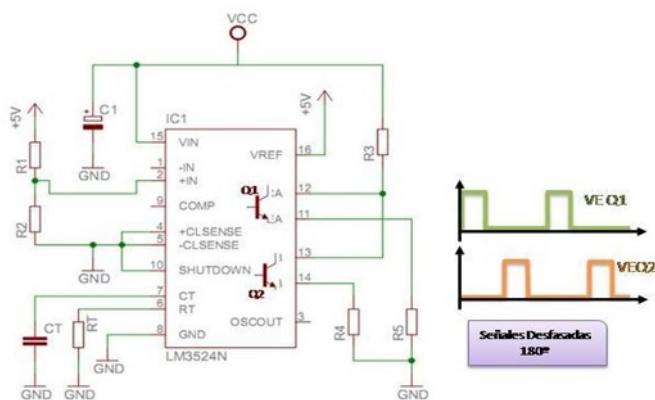 VCC
+5V
C1
GND
R1
R2
GND
IC1
15
VIN
1
-IN
2
+IN
9
COMP
4
+CLSENSE
5
-CLSENSE
10
SHUTDOWN
7
CT
6
RT
8
GND
VREF
16
Q1
CA
12
EA
11
13
Q2
14
OSCOUT
3
LM3524N
+5V
R3
R4
R5
GND
CT
GND
RT
GND
GND
VE Q1
VEQ2
Señales Desfasadas
180º